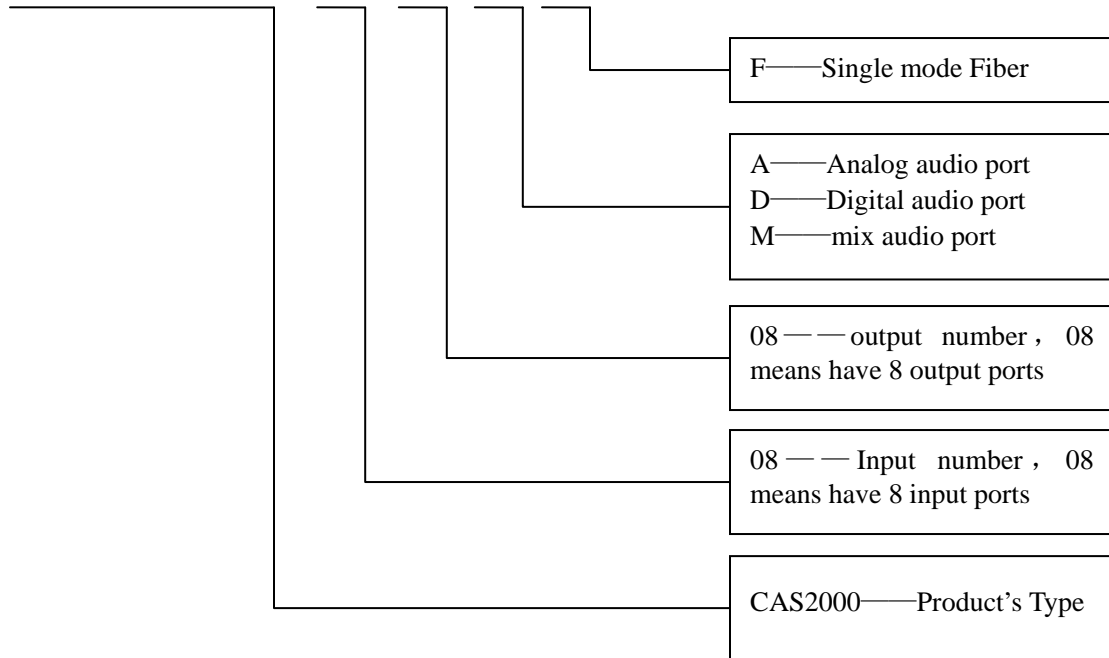 F——Single mode Fiber
A——Analog audio port
D——Digital audio port
M——mix audio port
08——output number，08
means have 8 output ports
08——Input number，08
means have 8 input ports
CAS2000——Product’s Type